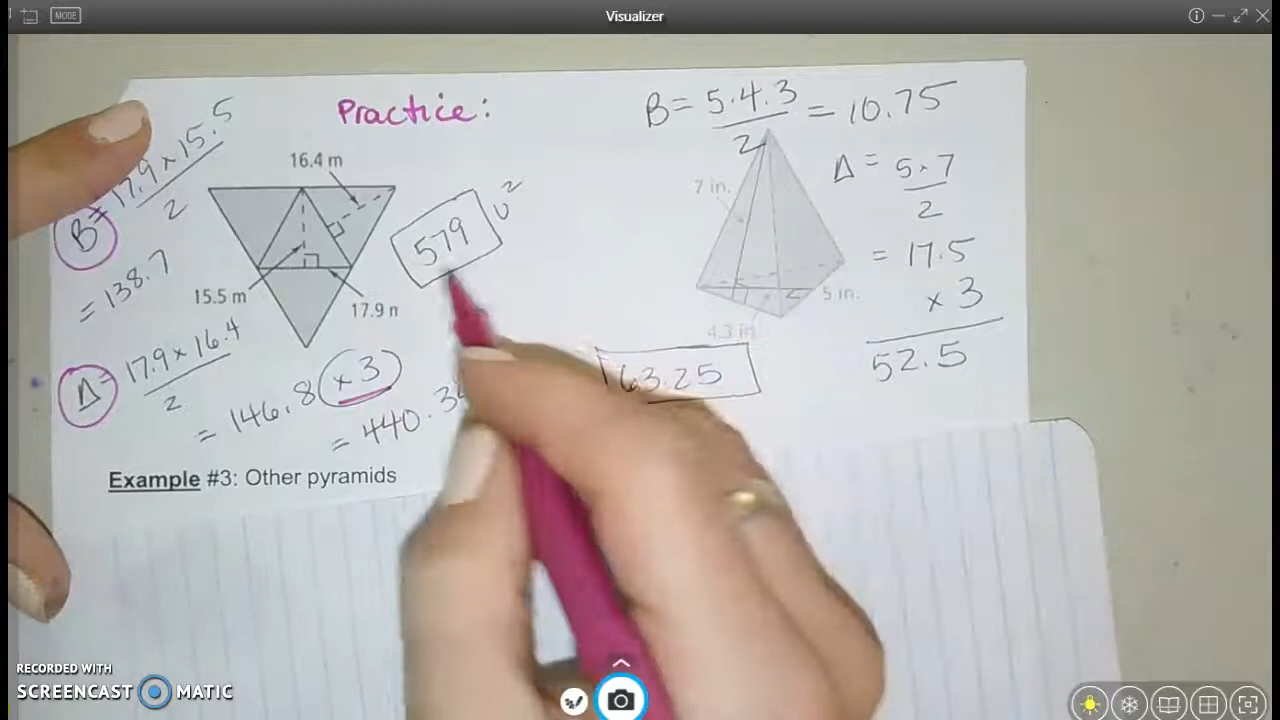 MODE
Visualizer
Practice:
B = 17.9 x 15.5
2
= 138.7
Δ = 17.9 x 16.4
2
= 146.8 x 3
= 440.3
16.4 m
15.5 m
17.9 n
579 u²
B = 5.4.3 = 10.75
2
7 in.
5 in.
4.3 in.
Δ = 5.7
2
= 17.5
x 3
52.5
63.25
Example #3: Other pyramids
RECORDED WITH
SCREENCAST MATIC